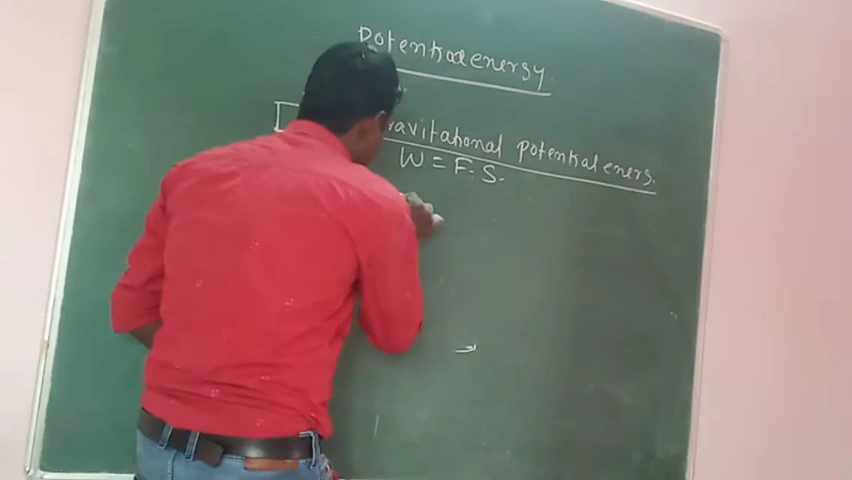 Potential energy
gravitational potential energy.
W = F. S.